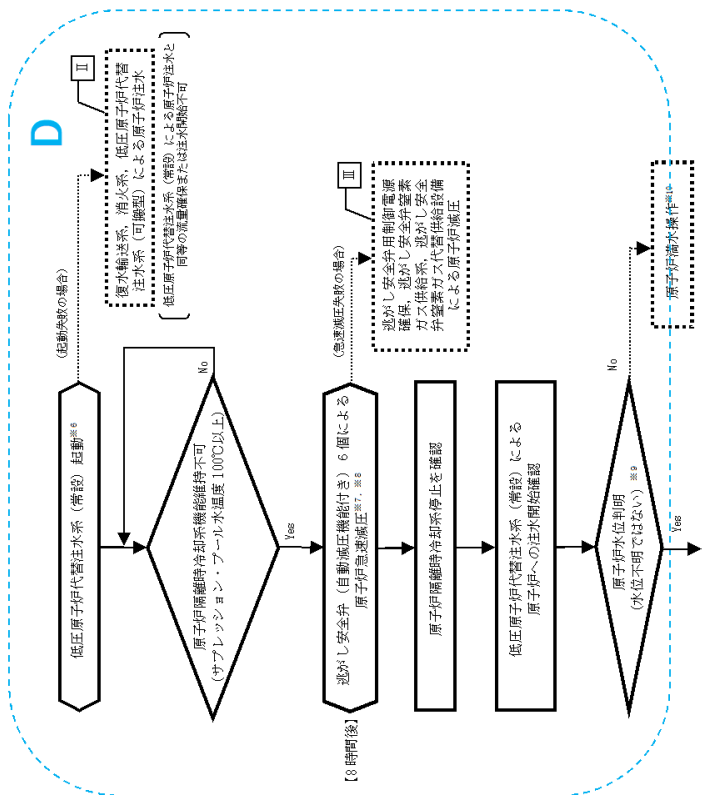 D
低圧原子炉代替注水系（常設）起動※6
(起動失敗の場合)
Ⅱ
復水輸送系，消火系，低圧原子炉代替
注水系（可搬型）による原子炉注水
低圧原子炉代替注水系（常設）による原子炉注水と
同等の流量確保または注水開始不可
原子炉隔離時冷却系機能維持不可
(サプレッション・プール水温度100℃以上)
No
Yes
【8時間後】
逃がし安全弁（自動減圧機能付き）6個による
原子炉急速減圧※7，※8
(急速減圧失敗の場合)
Ⅲ
逃がし安全弁用制御電源
確保，逃がし安全弁窒素
ガス供給系，逃がし安全
弁窒素ガス代替供給設備
による原子炉減圧
原子炉隔離時冷却系停止を確認
低圧原子炉代替注水系（常設）による
原子炉への注水開始確認
原子炉水位判明
(水位不明ではない)※9
No
原子炉満水操作※10
Yes